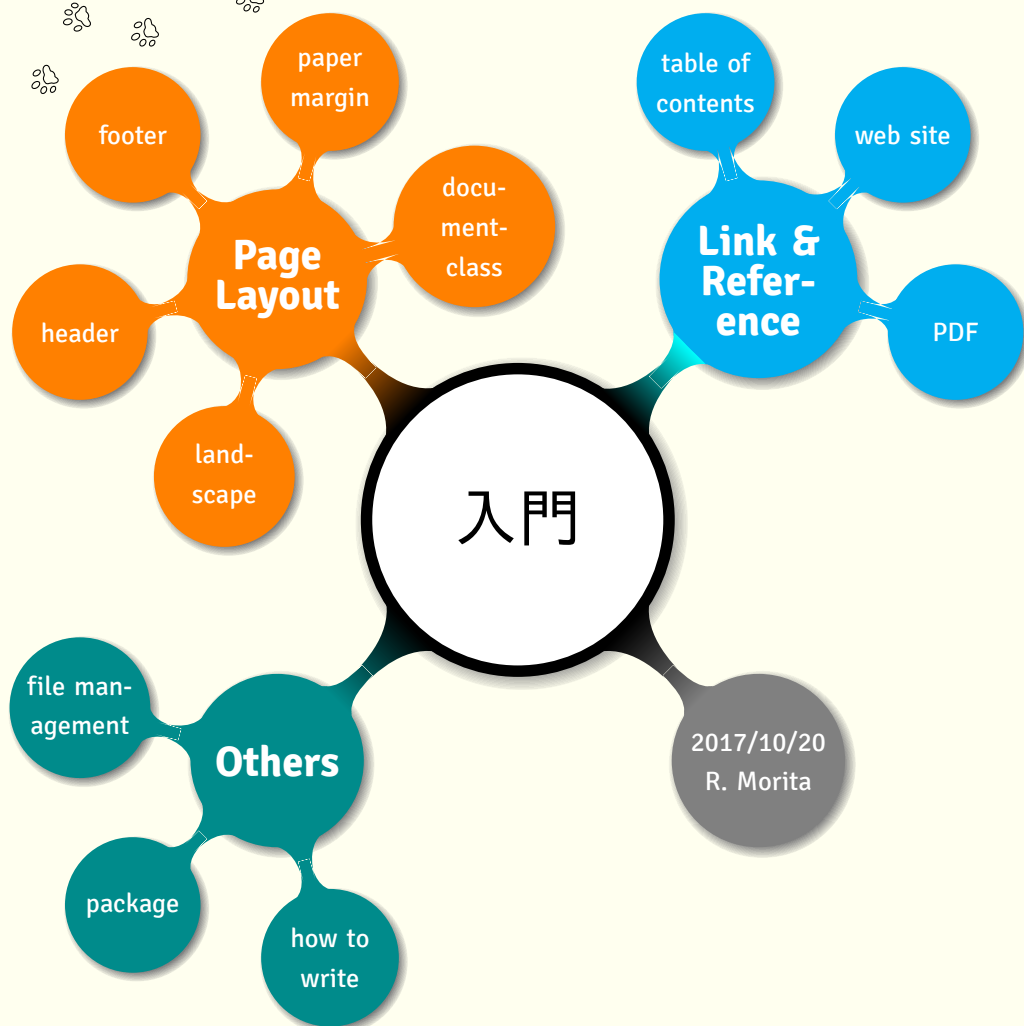 paper
margin
footer
docu-
ment-
class
Page
Layout
header
land-
scape
table of
contents
web site
Link &
Refer-
ence
PDF
入門
file man-
agement
Others
package
how to
write
2017/10/20
R. Morita